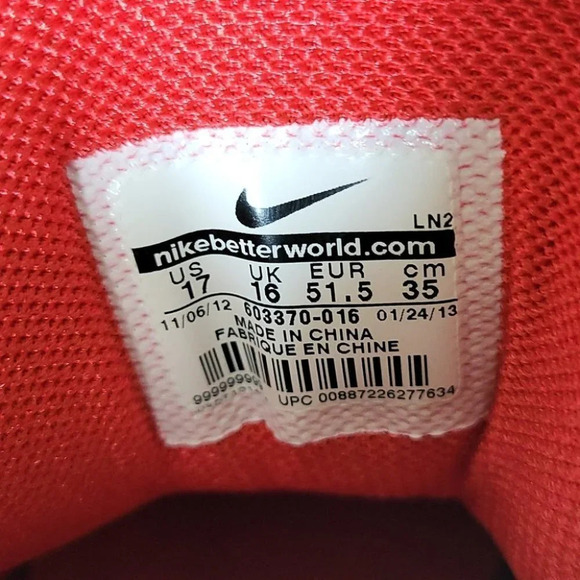 LN2
nikebetterworld.com
US UK EUR cm
17 16 51.5 35
11/06/12 603370-016 01/24/13
MADE IN CHINA
FABRIQUE EN CHINE
999999999
UPC 00887226277634